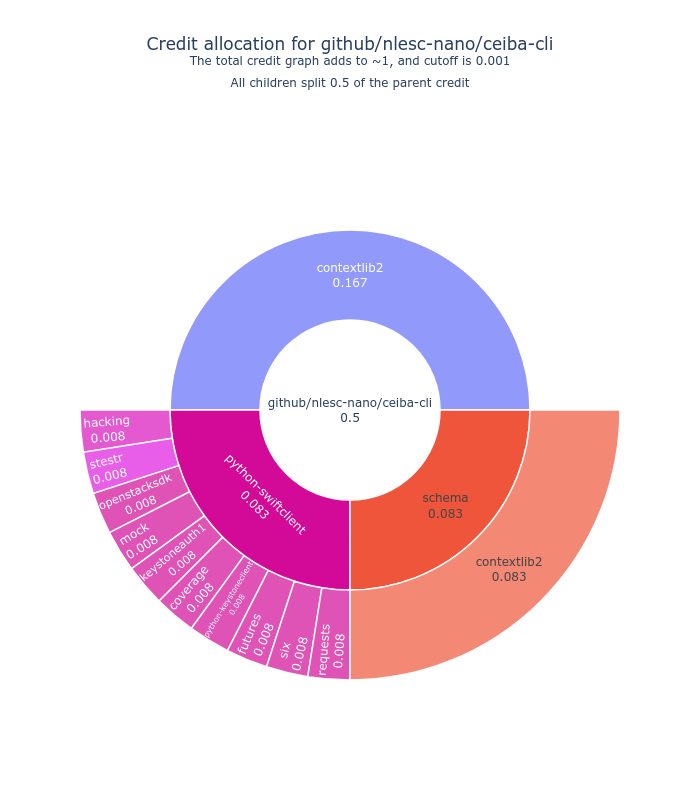 Credit allocation for github/nlesc-nano/ceiba-cli
The total credit graph adds to ~1, and cutoff is 0.001
All children split 0.5 of the parent credit
contextlib2
0.167
github/nlesc-nano/ceiba-cli
0.5
python-swiftclient
0.083
schema
0.083
contextlib2
0.083
hacking
0.008
stestr
0.008
openstacksdk
0.008
mock
0.008
keystoneauth1
0.008
coverage
0.008
python-keystoneclient
0.008
futures
0.008
six
0.008
requests
0.008